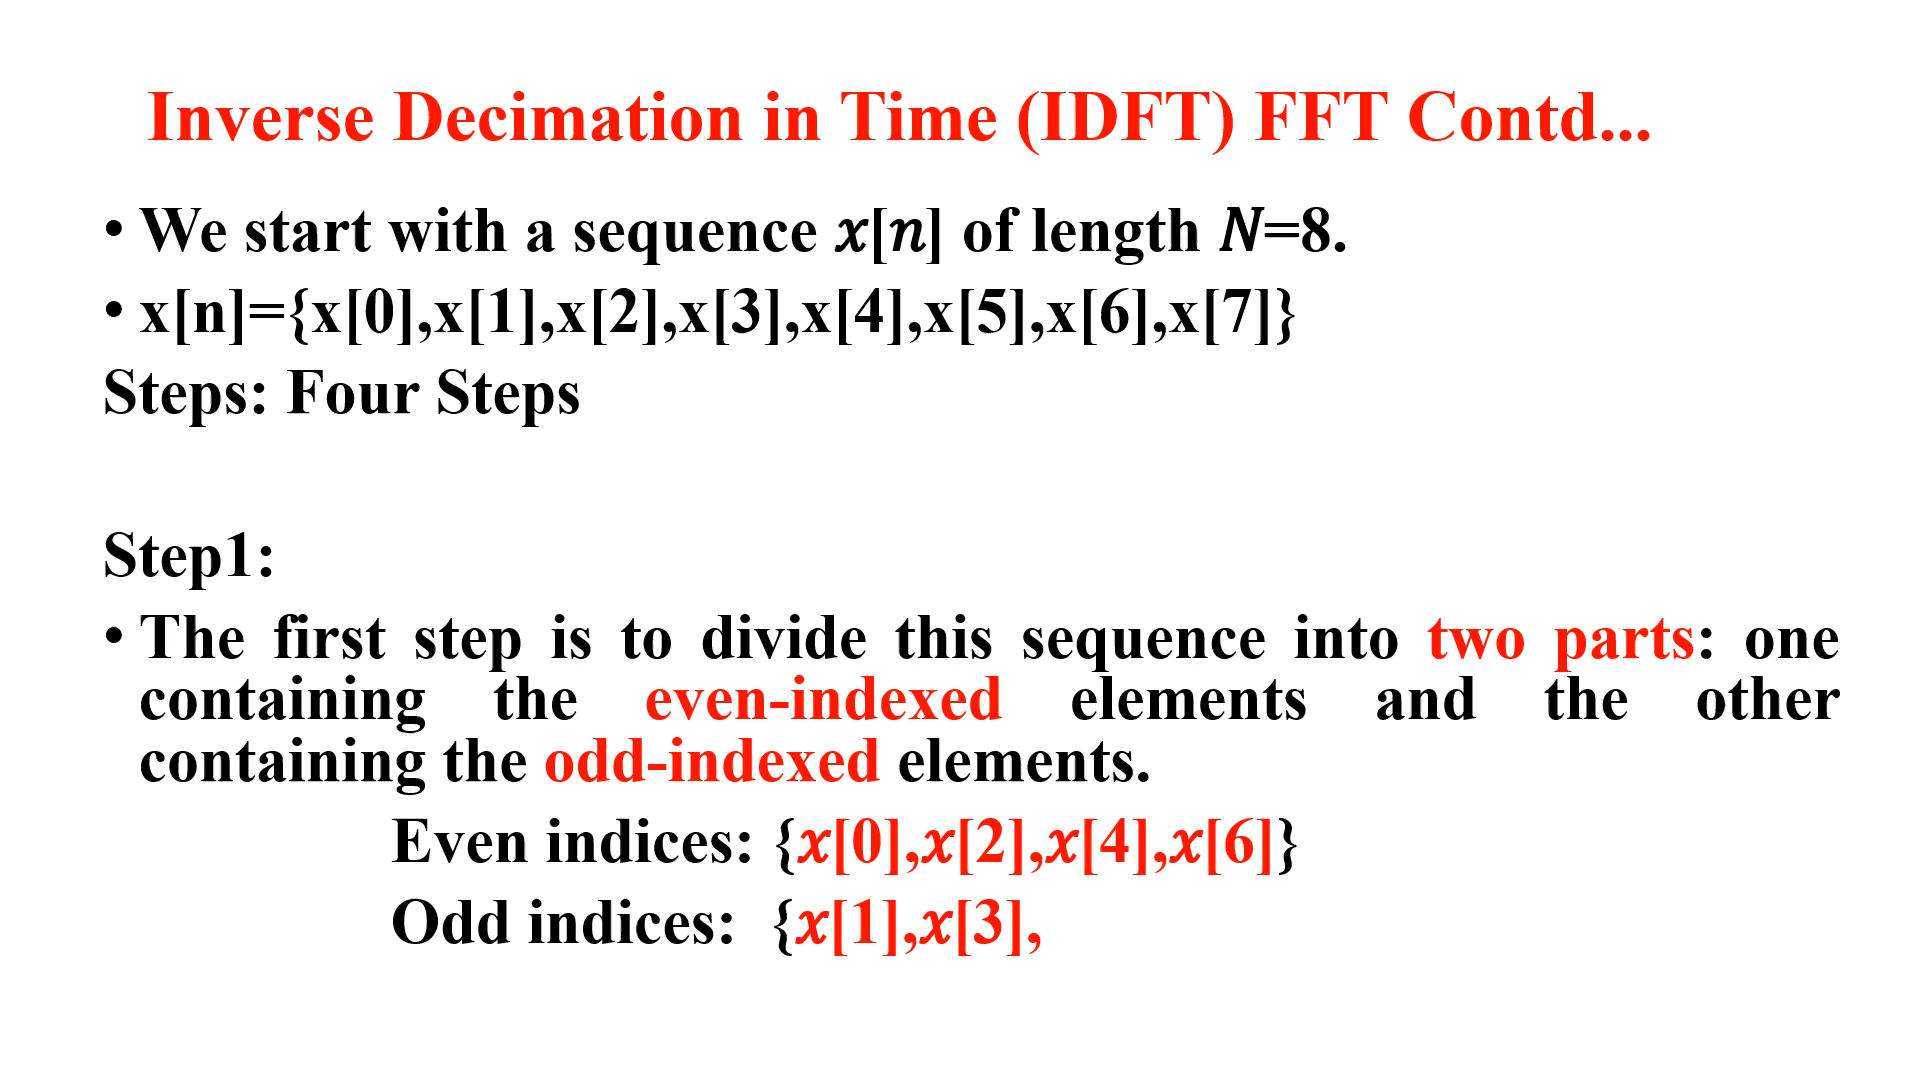 Inverse Decimation in Time (IDFT) FFT Contd...
• We start with a sequence 𝒙[𝒏] of length 𝑵=8.
• x[n]={x[0],x[1],x[2],x[3],x[4],x[5],x[6],x[7]}
Steps: Four Steps
Step1:
• The first step is to divide this sequence into two parts: one
containing the even-indexed elements and the other
containing the odd-indexed elements.
Even indices: {𝒙[0],𝒙[2],𝒙[4],𝒙[6]}
Odd indices: {𝒙[1],𝒙[3],